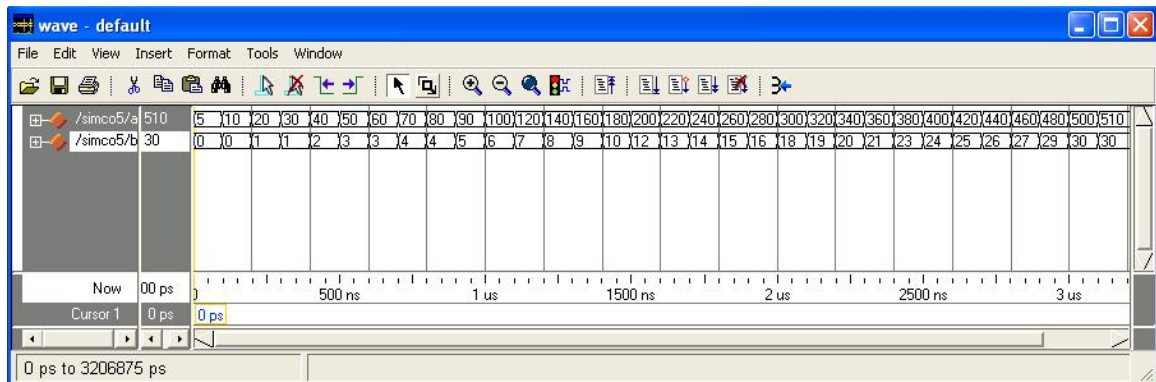 wave - default
File Edit View Insert Format Tools Window
/simco5/a 510 5 10 20 30 40 50 60 70 80 90 100 120 140 160 180 200 220 240 260 280 300 320 340 360 380 400 420 440 460 480 500 510
/simco5/b 30 0 0 1 1 2 3 3 4 4 5 6 7 8 9 10 12 13 14 15 16 18 19 20 21 23 24 25 26 27 29 30 30
Now 00 ps 500 ns 1 us 1500 ns 2 us 2500 ns 3 us
Cursor 1 0 ps 0 ps
0 ps to 3206875 ps